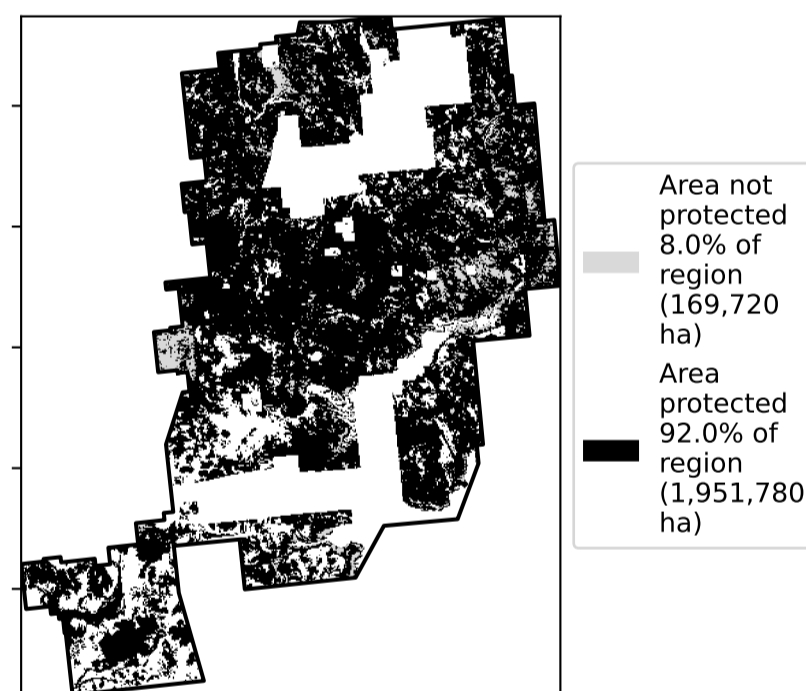 Area not
protected
8.0% of
region
(169,720
ha)
Area
protected
92.0% of
region
(1,951,780
ha)